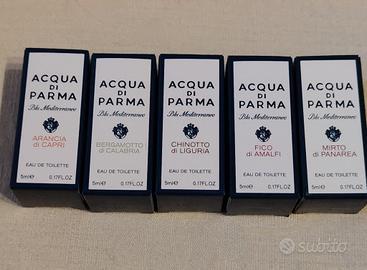 ACQUA
DI
PARMA
Blu Mediterraneo
ARANCIA
di CAPRI
EAU DE TOILETTE
5ml℮ 0.17FL.OZ
ACQUA
DI
PARMA
Blu Mediterraneo
BERGAMOTTO
di CALABRIA
EAU DE TOILETTE
5ml℮ 0.17FL.OZ
ACQUA
DI
PARMA
Blu Mediterraneo
CHINOTTO
di LIGURIA
EAU DE TOILETTE
5ml℮ 0.17FL.OZ
ACQUA
DI
PARMA
Blu Mediterraneo
FICO
di AMALFI
EAU DE TOILETTE
5ml℮ 0.17FL.OZ
ACQUA
DI
PARMA
Blu Mediterraneo
MIRTO
di PANAREA
EAU DE TOILETTE
5ml℮ 0.17FL.OZ
subito